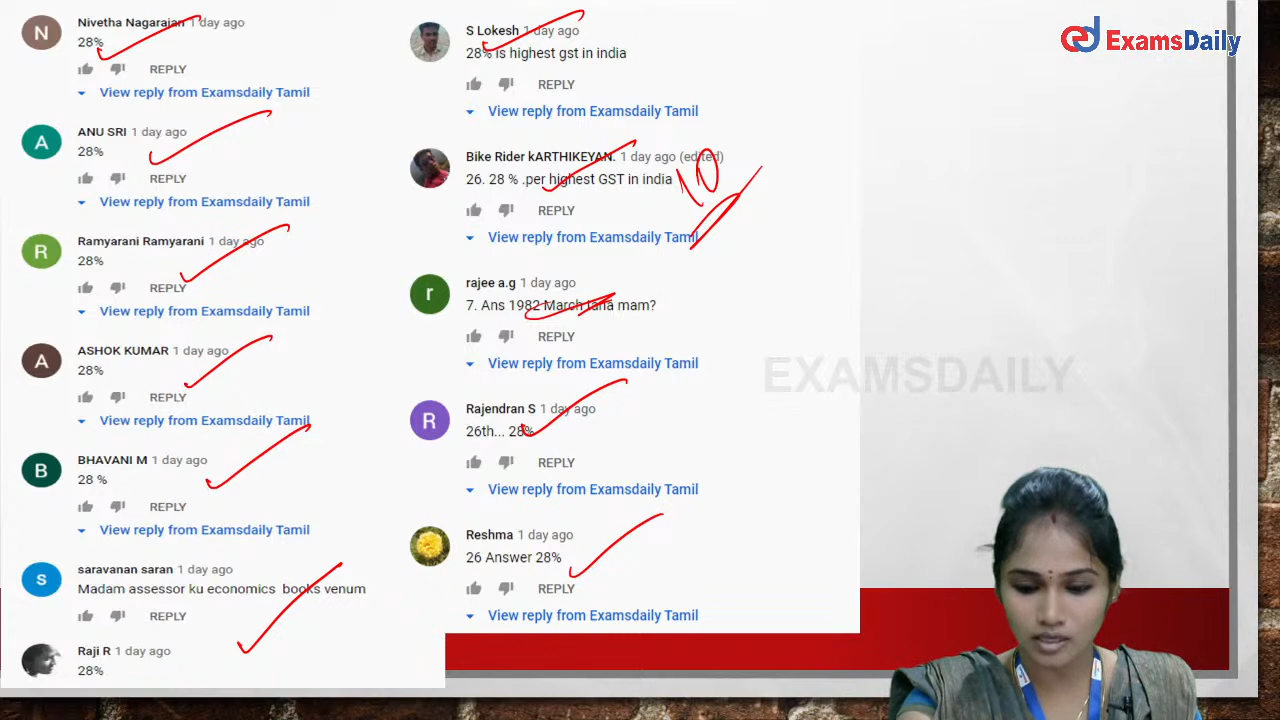 Nivetha Nagarajan 1 day ago
28%
REPLY
View reply from Examsdaily Tamil
ANU SRI 1 day ago
28%
REPLY
View reply from Examsdaily Tamil
Ramyarani Ramyarani 1 day ago
28%
REPLY
View reply from Examsdaily Tamil
ASHOK KUMAR 1 day ago
28%
REPLY
View reply from Examsdaily Tamil
BHAVANI M 1 day ago
28 %
REPLY
View reply from Examsdaily Tamil
saravanan saran 1 day ago
Madam assessor ku economics books venum
REPLY
Raji R 1 day ago
28%
S Lokesh 1 day ago
28% is highest gst in india
REPLY
View reply from Examsdaily Tamil
Bike Rider kARTHIKEYAN. 1 day ago (edited)
26. 28 % .per highest GST in india
REPLY
View reply from Examsdaily Tamil
10
rajee a.g 1 day ago
7. Ans 1982 March tana mam?
REPLY
View reply from Examsdaily Tamil
Rajendran S 1 day ago
26th... 28%
REPLY
View reply from Examsdaily Tamil
Reshma 1 day ago
26 Answer 28%
REPLY
View reply from Examsdaily Tamil
ExamsDaily
EXAMSDAILY
N
A
R
A
B
s
r
R